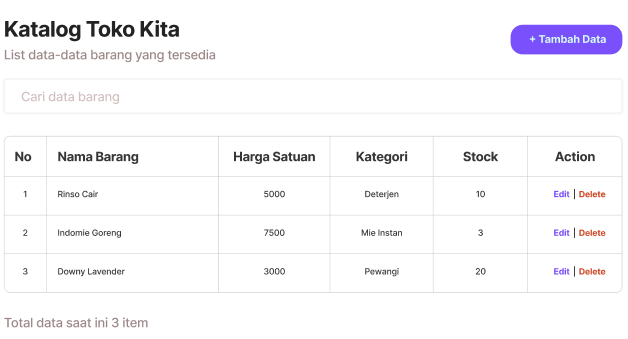 Katalog Toko Kita
List data-data barang yang tersedia
+ Tambah Data
Cari data barang
No Nama Barang Harga Satuan Kategori Stock Action
1 Rinso Cair 5000 Deterjen 10 Edit | Delete
2 Indomie Goreng 7500 Mie Instan 3 Edit | Delete
3 Downy Lavender 3000 Pewangi 20 Edit | Delete
Total data saat ini 3 item